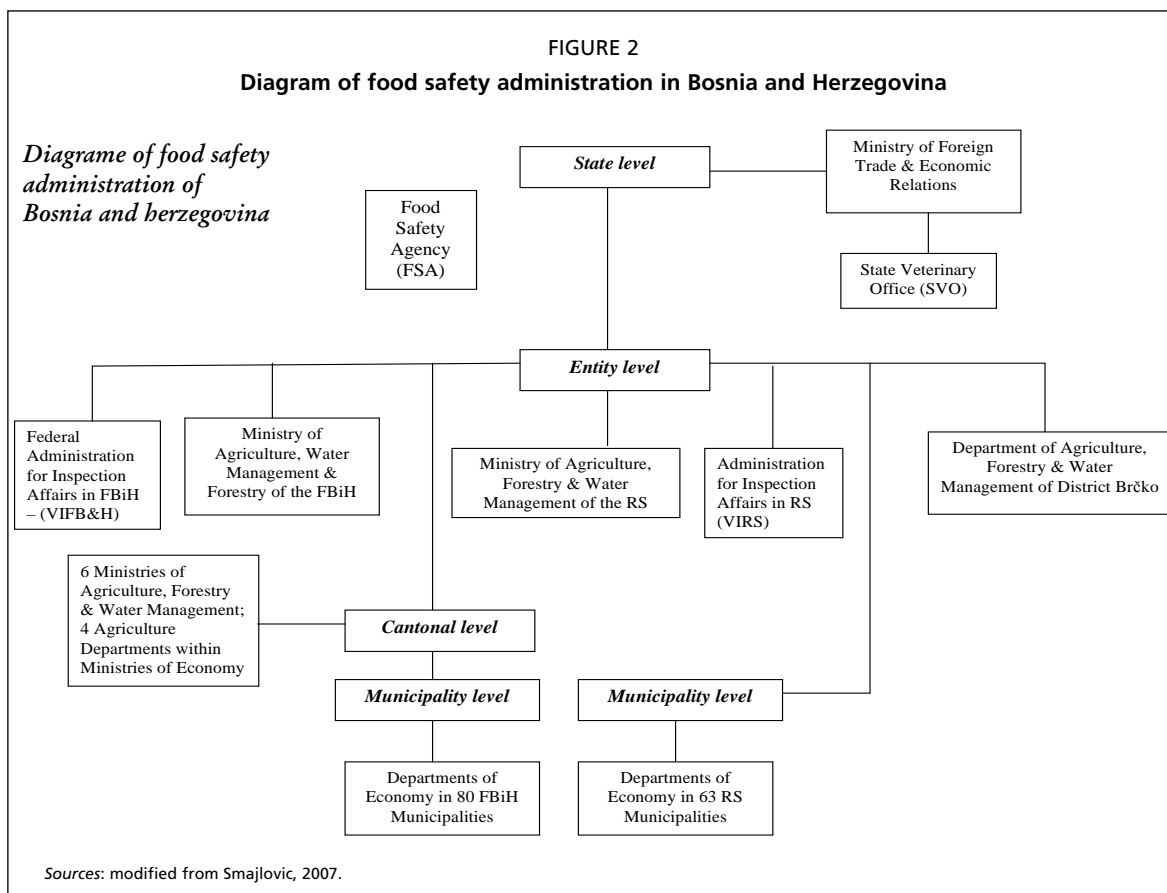 FIGURE 2
Diagram of food safety administration in Bosnia and Herzegovina
Diagrame of food safety
administration of
Bosnia and herzegovina
State level
Ministry of Foreign
Trade & Economic
Relations
Food
Safety
Agency
(FSA)
State Veterinary
Office (SVO)
Entity level
Federal
Administration
for Inspection
Affairs in FBiH
– (VIFB&H)
Ministry of
Agriculture, Water
Management &
Forestry of the FBiH
Ministry of Agriculture,
Forestry & Water
Management of the RS
Administration
for Inspection
Affairs in RS
(VIRS)
Department of Agriculture,
Forestry & Water
Management of District Brčko
6 Ministries of
Agriculture, Forestry
& Water Management;
4 Agriculture
Departments within
Ministries of Economy
Cantonal level
Municipality level
Municipality level
Departments of
Economy in 80 FBiH
Municipalities
Departments of
Economy in 63 RS
Municipalities
Sources: modified from Smajlovic, 2007.